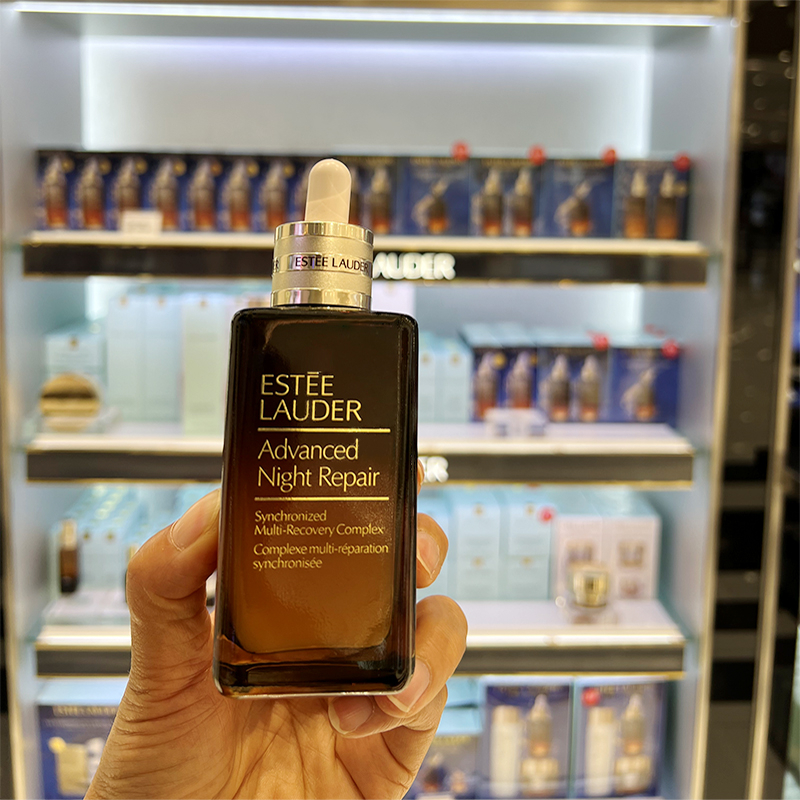 ESTĒE LAUDER
LAUDER
ESTĒE
LAUDER
Advanced
Night Repair
Synchronized
Multi-Recovery Complex
Complexe multi-réparation
synchronisée